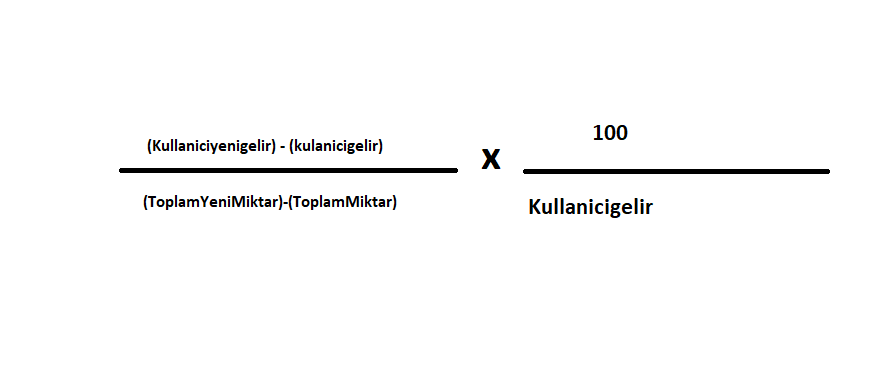 (Kullaniciyenigelir) - (kulanicigelir)
(ToplamYeniMiktar)-(ToplamMiktar)
x
100
Kullanicigelir